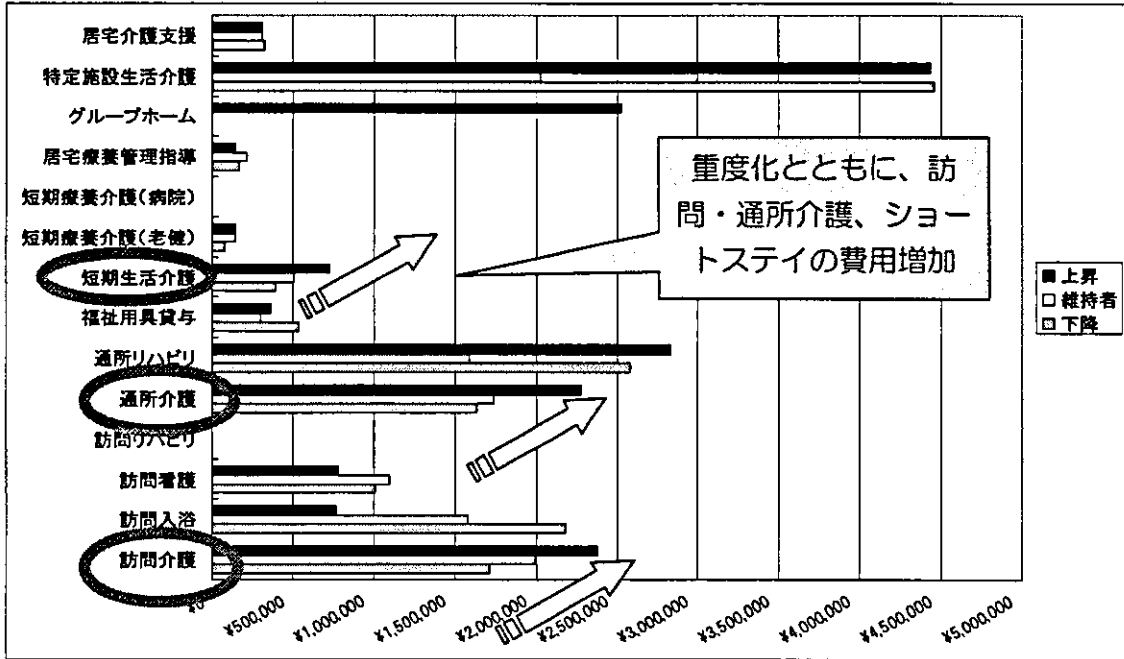 居宅介護支援
特定施設生活介護
グループホーム
居宅療養管理指導
短期療養介護(病院)
短期療養介護(老健)
短期生活介護
福祉用具貸与
通所リハビリ
通所介護
訪問リハビリ
訪問看護
訪問入浴
訪問介護
重度化とともに、訪
問・通所介護、ショー
トステイの費用増加
上昇
維持者
下降
¥0
¥500,000
¥1,000,000
¥1,500,000
¥2,000,000
¥2,500,000
¥3,000,000
¥3,500,000
¥4,000,000
¥4,500,000
¥5,000,000